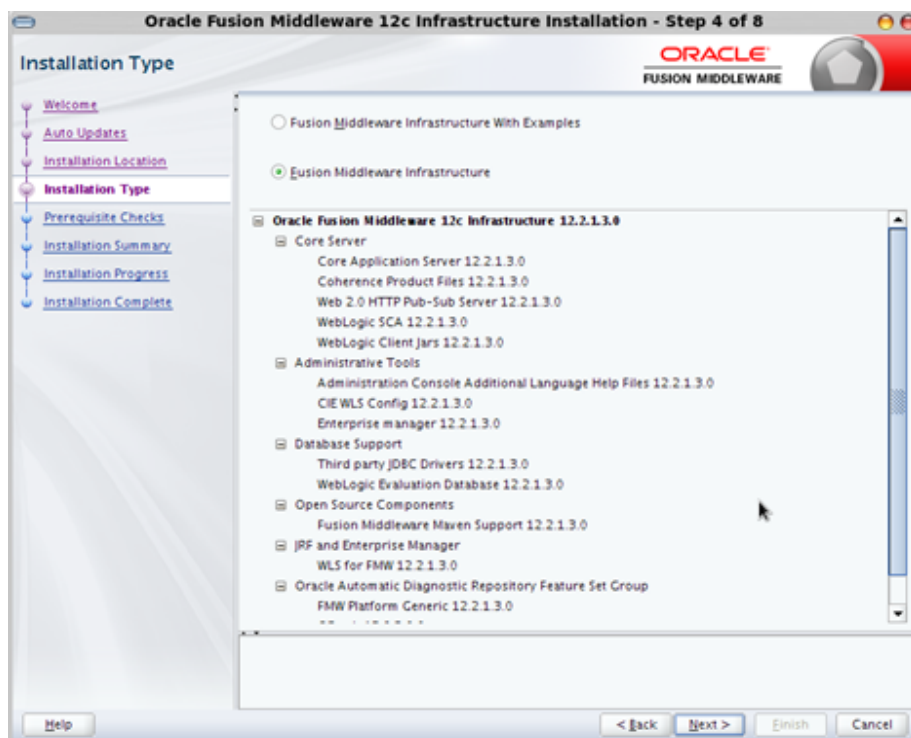 Oracle Fusion Middleware 12c Infrastructure Installation - Step 4 of 8
Installation Type
ORACLE
FUSION MIDDLEWARE
Welcome
Auto Updates
Installation Location
Installation Type
Prerequisite Checks
Installation Summary
Installation Progress
Installation Complete
Fusion Middleware Infrastructure With Examples
Fusion Middleware Infrastructure
Oracle Fusion Middleware 12c Infrastructure 12.2.1.3.0
Core Server
Core Application Server 12.2.1.3.0
Coherence Product Files 12.2.1.3.0
Web 2.0 HTTP Pub-Sub Server 12.2.1.3.0
WebLogic SCA 12.2.1.3.0
WebLogic Client Jars 12.2.1.3.0
Administrative Tools
Administration Console Additional Language Help Files 12.2.1.3.0
CIE WLS Config 12.2.1.3.0
Enterprise manager 12.2.1.3.0
Database Support
Third party JDBC Drivers 12.2.1.3.0
WebLogic Evaluation Database 12.2.1.3.0
Open Source Components
Fusion Middleware Maven Support 12.2.1.3.0
JRF and Enterprise Manager
WLS for FMW 12.2.1.3.0
Oracle Automatic Diagnostic Repository Feature Set Group
FMW Platform Generic 12.2.1.3.0
Help
< Back
Next >
Finish
Cancel